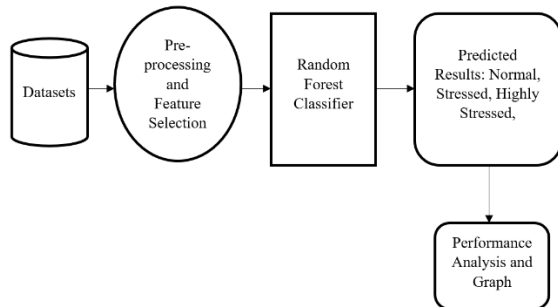 Datasets
Pre-
processing
and
Feature
Selection
Random
Forest
Classifier
Predicted
Results: Normal,
Stressed, Highly
Stressed,
Performance
Analysis and
Graph